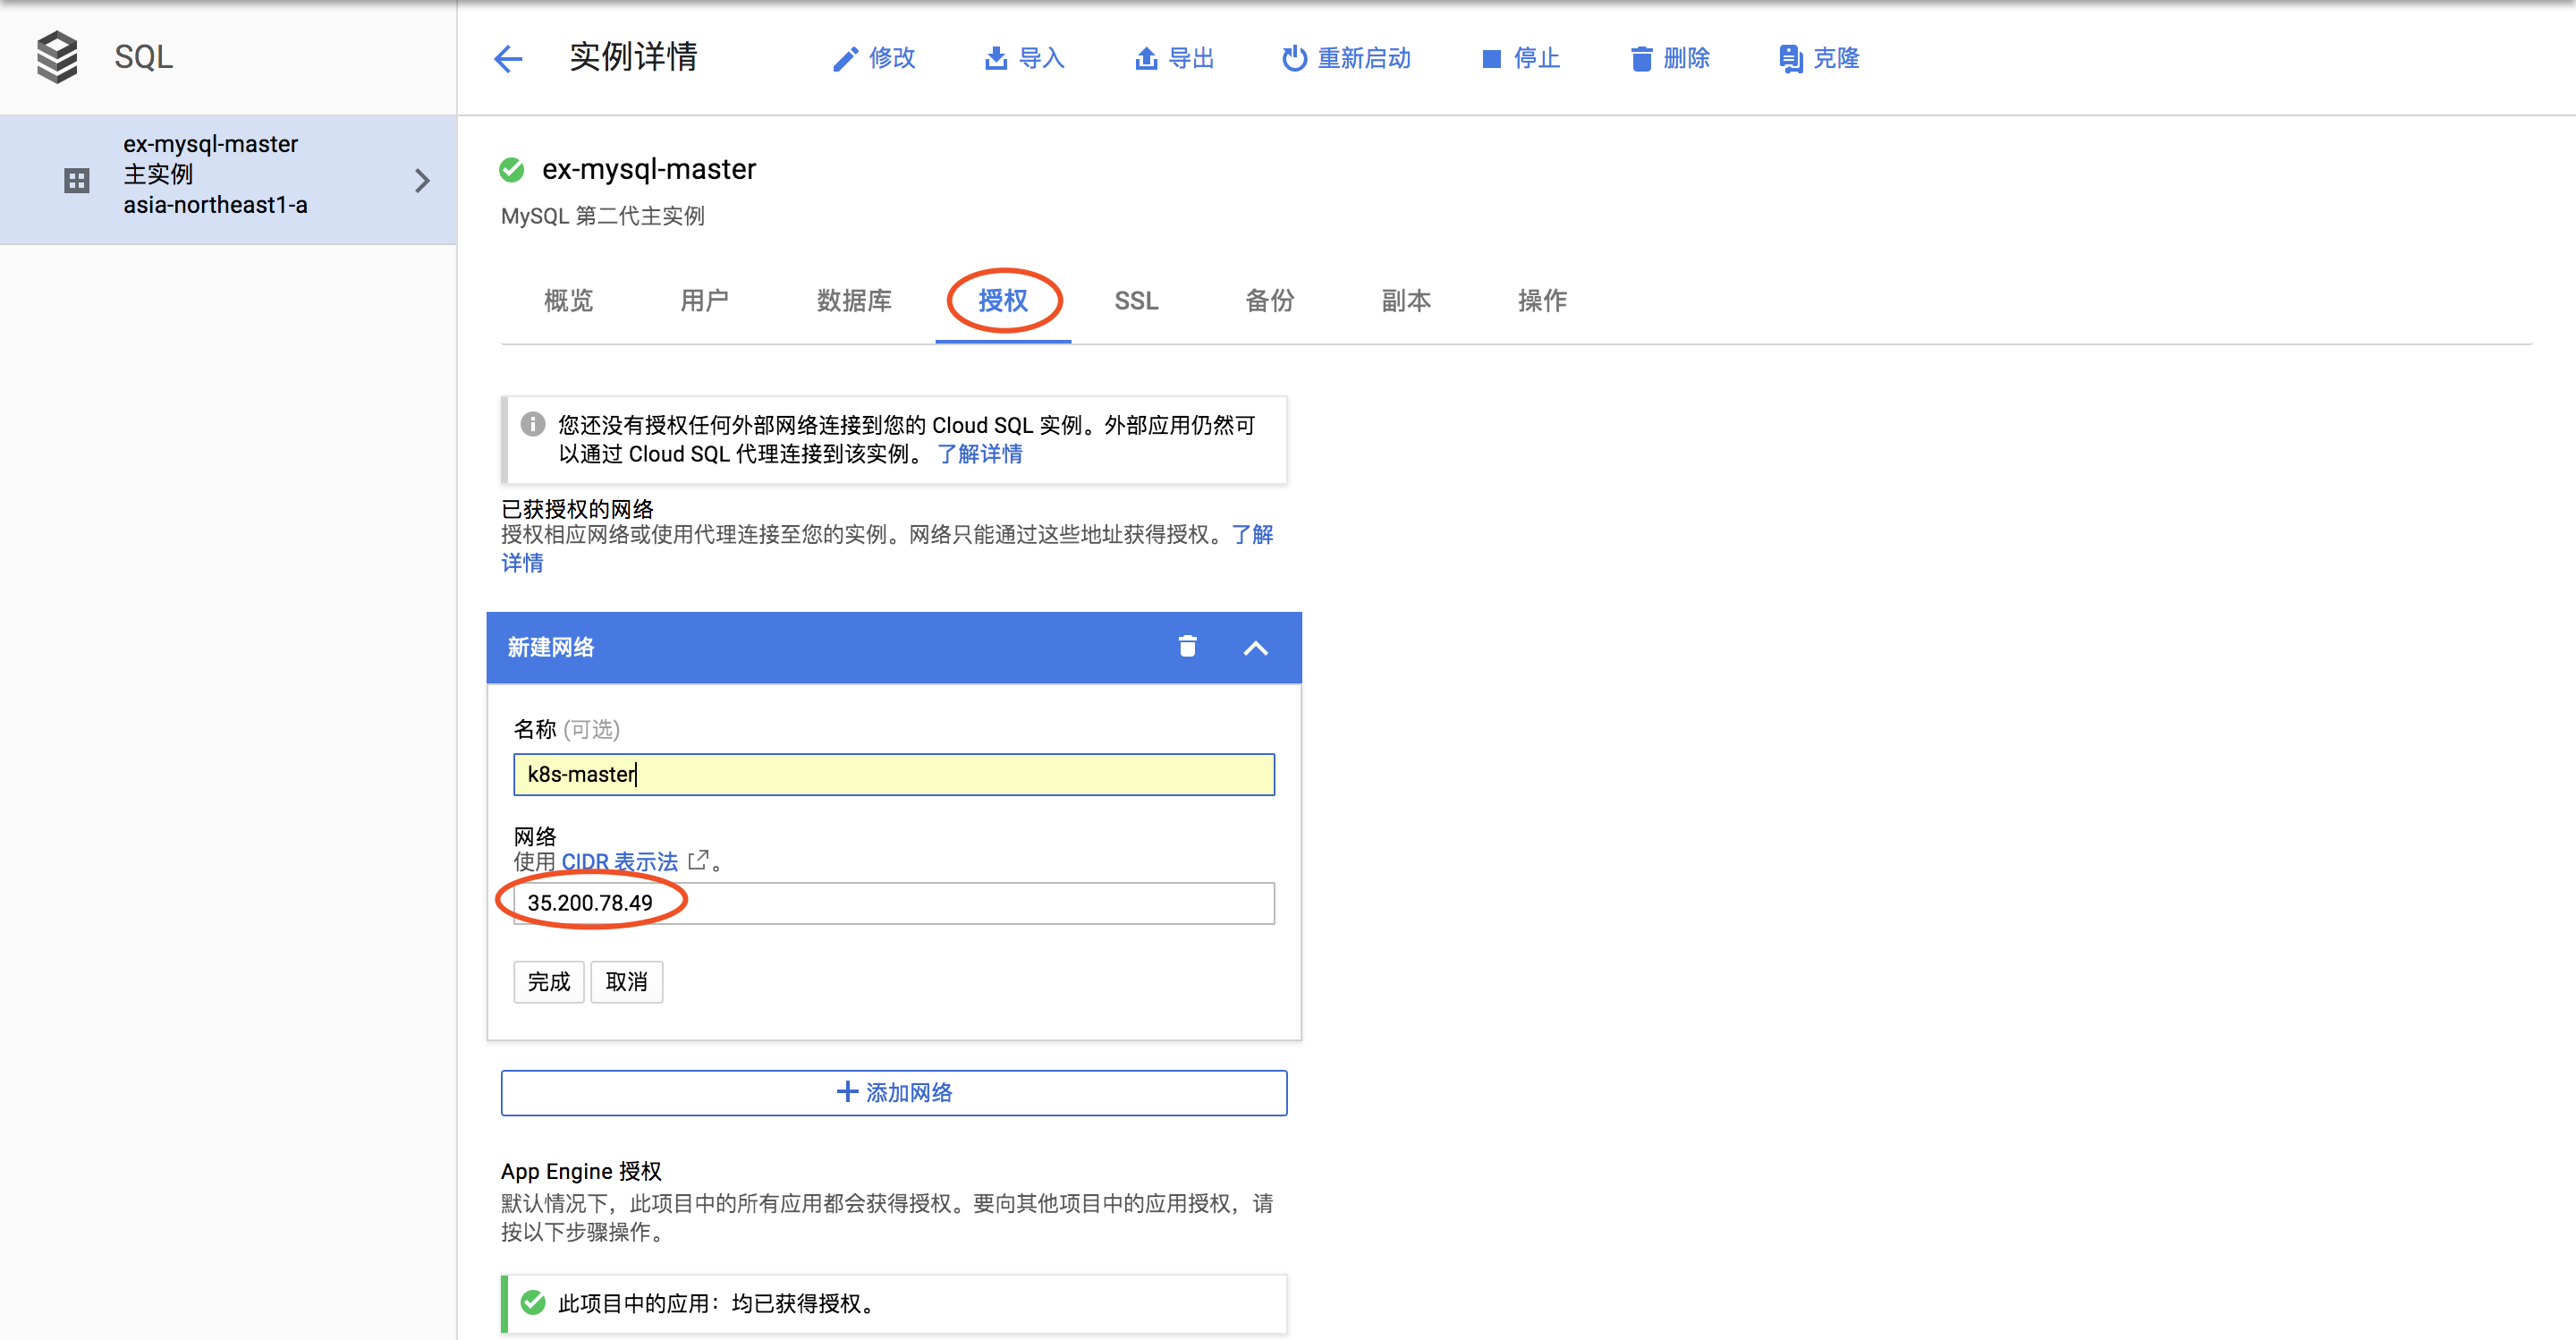 SQL
ex-mysql-master
主实例
asia-northeast1-a
实例详情
修改
导入
导出
重新启动
停止
删除
克隆
ex-mysql-master
MySQL 第二代主实例
概览
用户
数据库
授权
SSL
备份
副本
操作
您还没有授权任何外部网络连接到您的 Cloud SQL 实例。外部应用仍然可
以通过 Cloud SQL 代理连接到该实例。 了解详情
已获授权的网络
授权相应网络或使用代理连接至您的实例。网络只能通过这些地址获得授权。了解
详情
新建网络
名称 (可选)
k8s-master
网络
使用 CIDR 表示法 。
35.200.78.49
完成
取消
添加网络
App Engine 授权
默认情况下，此项目中的所有应用都会获得授权。要向其他项目中的应用授权，请
按以下步骤操作。
此项目中的应用：均已获得授权。